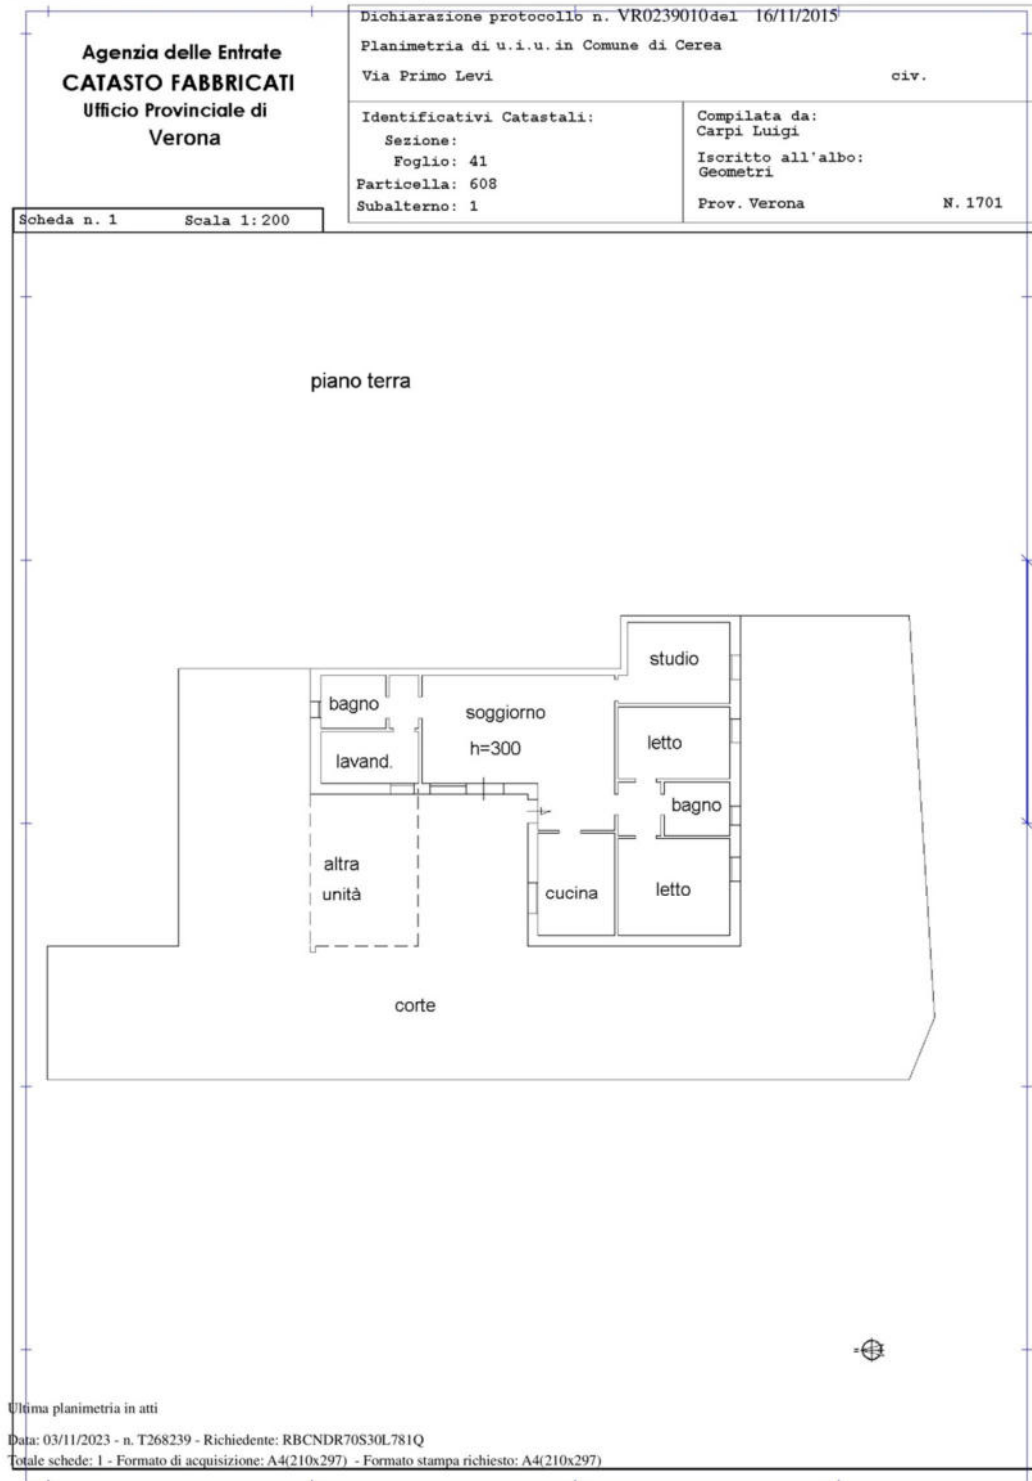 Agenzia delle Entrate
CATASTO FABBRICATI
Ufficio Provinciale di
Verona
Dichiarazione protocollo n. VR0239010 del 16/11/2015
Planimetria di u.i.u. in Comune di Cerea
Via Primo Levi civ.
Identificativi Catastali:
Sezione:
Foglio: 41
Particella: 608
Subalterno: 1
Compilata da:
Carpi Luigi
Iscritto all'albo:
Geometri
Prov. Verona N. 1701
Scheda n. 1 Scala 1:200
piano terra
studio
bagno
soggiorno
h=300
letto
lavand.
bagno
altra
unità
cucina
letto
corte
Ultima planimetria in atti
Data: 03/11/2023 - n. T268239 - Richiedente: RBCNDR70S30L781Q
Totale schede: 1 - Formato di acquisizione: A4(210x297) - Formato stampa richiesto: A4(210x297)